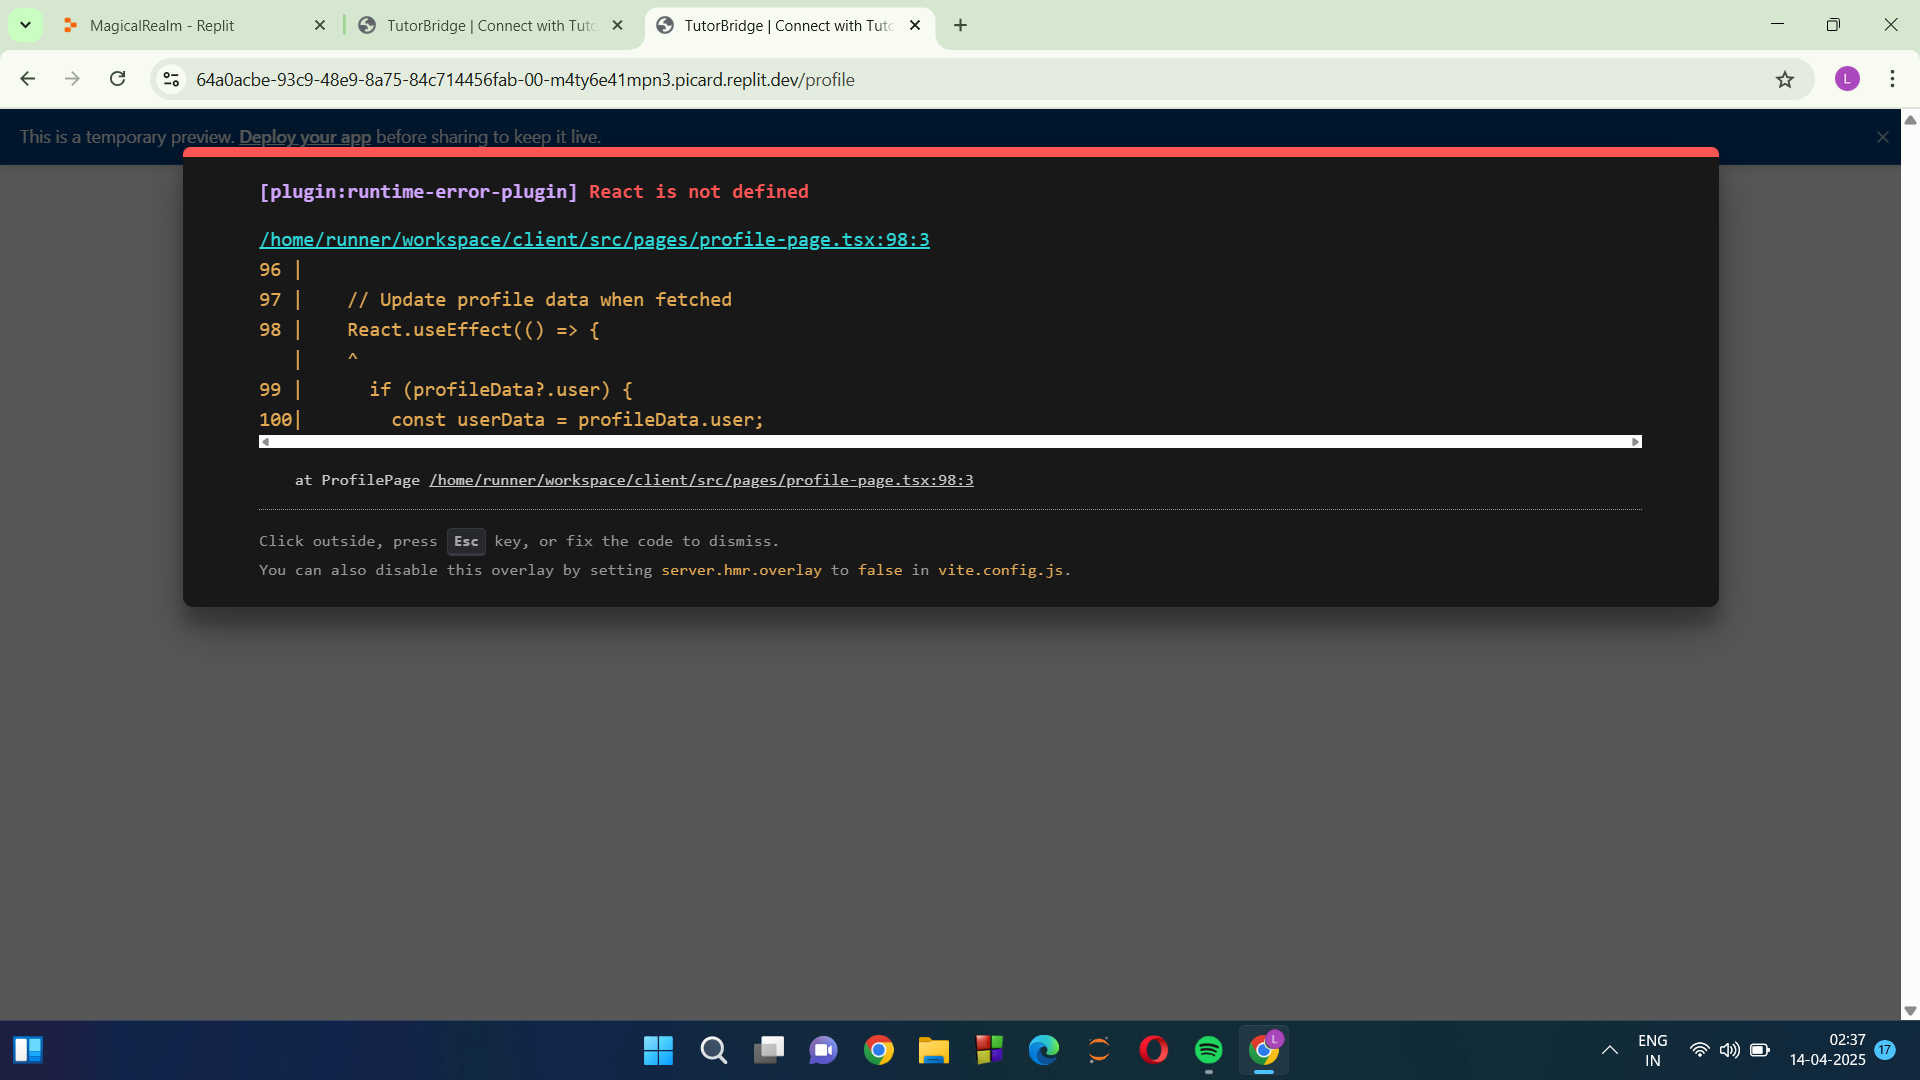 MagicalRealm - Replit
TutorBridge | Connect with Tuto
TutorBridge | Connect with Tuto
64a0acbe-93c9-48e9-8a75-84c714456fab-00-m4ty6e41mpn3.picard.replit.dev/profile
L
This is a temporary preview. Deploy your app before sharing to keep it live.
[plugin:runtime-error-plugin] React is not defined
/home/runner/workspace/client/src/pages/profile-page.tsx:98:3
96 |
97 | // Update profile data when fetched
98 | React.useEffect(() => {
| ^
99 | if (profileData?.user) {
100| const userData = profileData.user;
at ProfilePage /home/runner/workspace/client/src/pages/profile-page.tsx:98:3
Click outside, press Esc key, or fix the code to dismiss.
You can also disable this overlay by setting server.hmr.overlay to false in vite.config.js.
L
ENG
IN
02:37
14-04-2025
17